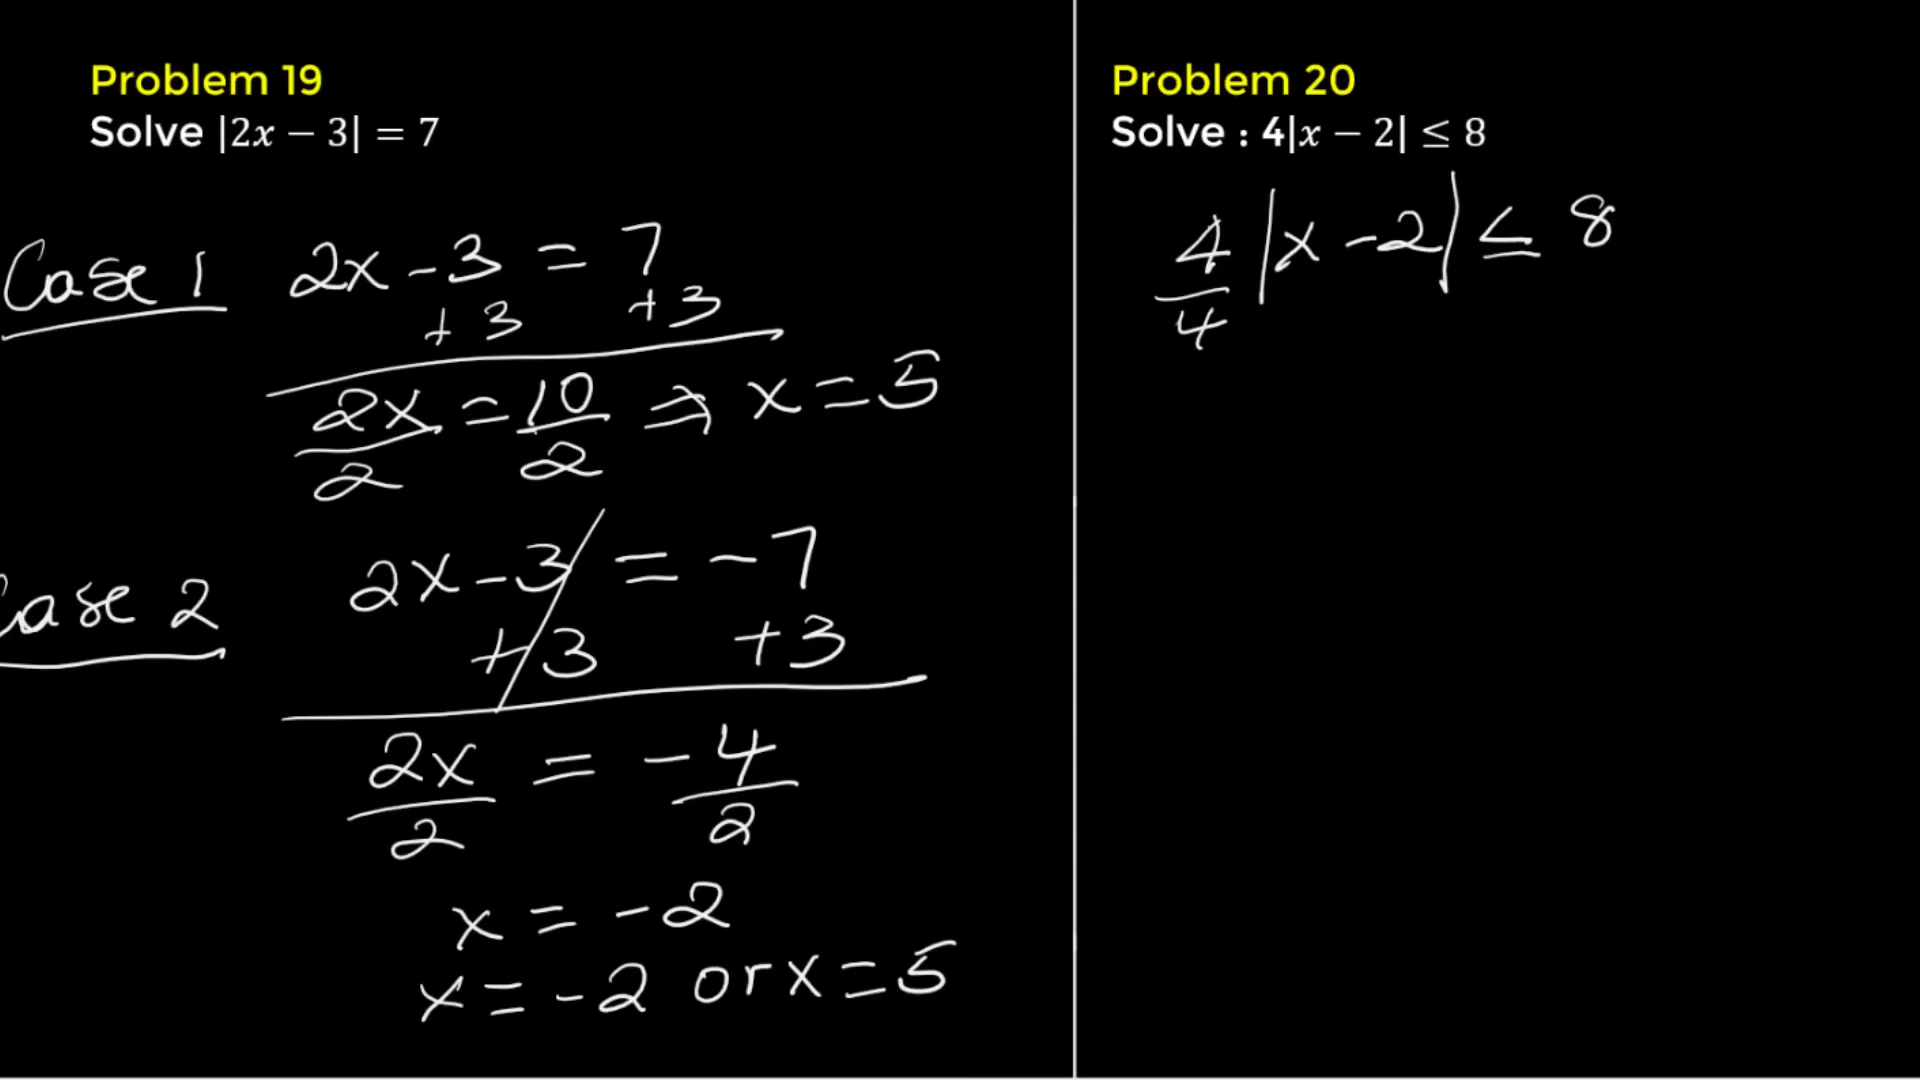 Problem 19
Solve |2x − 3| = 7
Case 1 2x - 3 = 7
+ 3 + 3
2x/2 = 10/2 ⇒ x = 5
Case 2 2x - 3 = - 7
+ 3 + 3
2x/2 = - 4/2
x = - 2
x = - 2 or x = 5
Problem 20
Solve : 4|x − 2| ≤ 8
4/4 |x - 2| ≤ 8